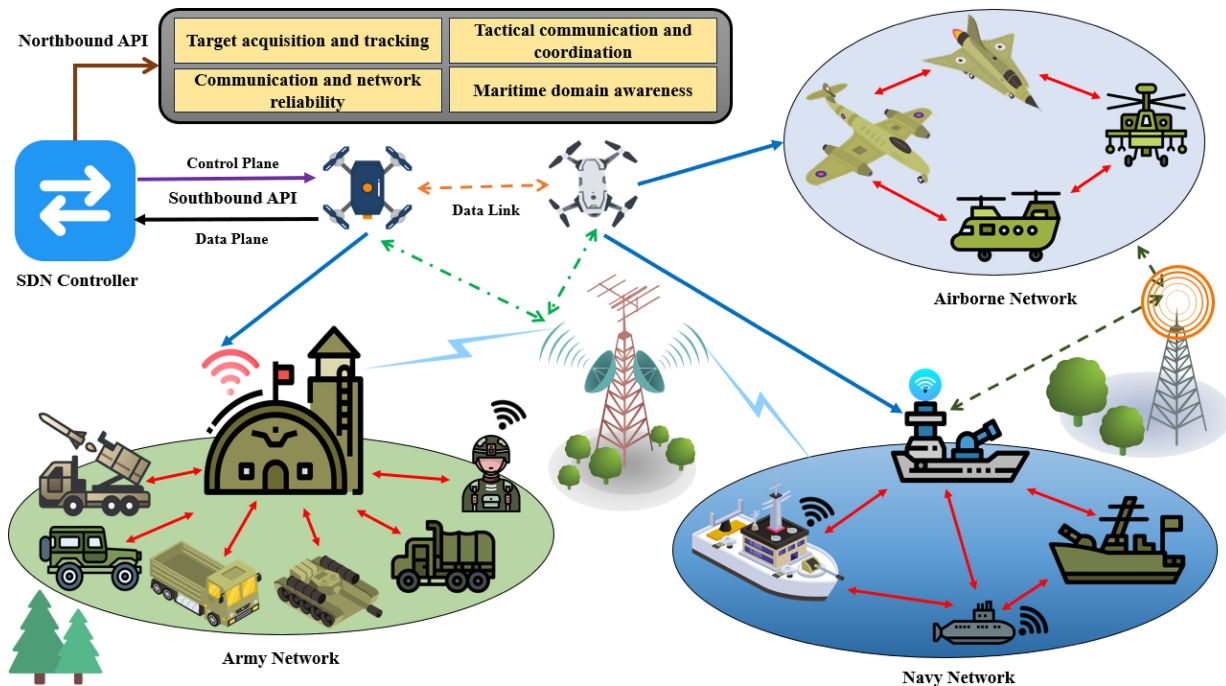 Northbound API
Target acquisition and tracking
Tactical communication and
coordination
Communication and network
reliability
Maritime domain awareness
Control Plane
Southbound API
Data Plane
Data Link
SDN Controller
Airborne Network
Army Network
Navy Network